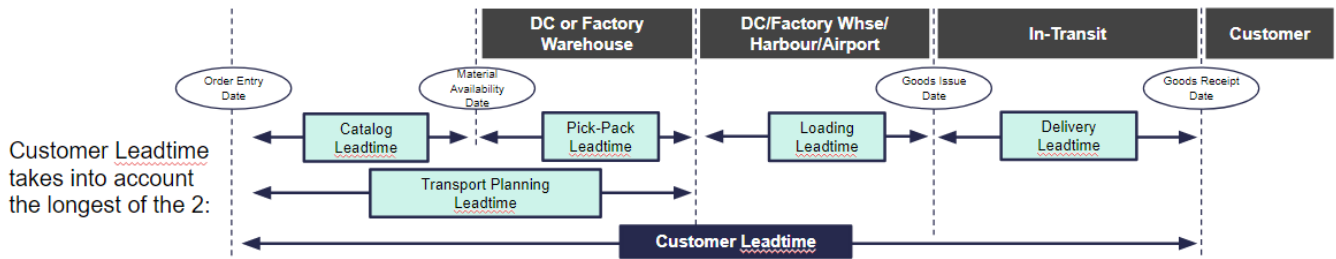 DC or Factory
Warehouse
DC/Factory Whse/
Harbour/Airport
In-Transit
Customer
Order Entry
Date
Material
Availability
Date
Goods Issue
Date
Goods Receipt
Date
Catalog
Leadtime
Pick-Pack
Leadtime
Loading
Leadtime
Delivery
Leadtime
Customer Leadtime
takes into account
the longest of the 2:
Transport Planning
Leadtime
Customer Leadtime